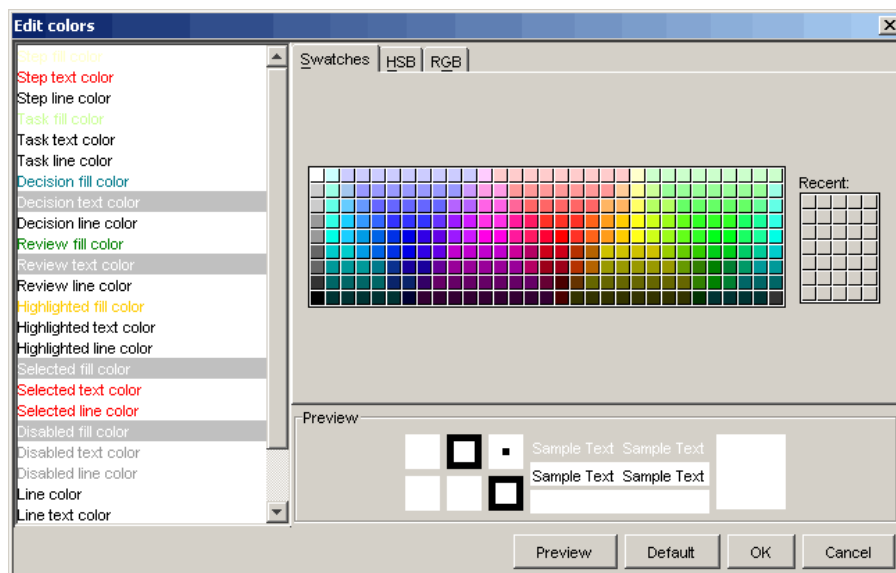 Edit colors
Step fill color
Step text color
Step line color
Task fill color
Task text color
Task line color
Decision fill color
Decision text color
Decision line color
Review fill color
Review text color
Review line color
Highlighted fill color
Highlighted text color
Highlighted line color
Selected fill color
Selected text color
Selected line color
Disabled fill color
Disabled text color
Disabled line color
Line color
Line text color
Swatches HSB RGB
Recent:
Preview
Sample Text Sample Text
Sample Text Sample Text
Preview Default OK Cancel